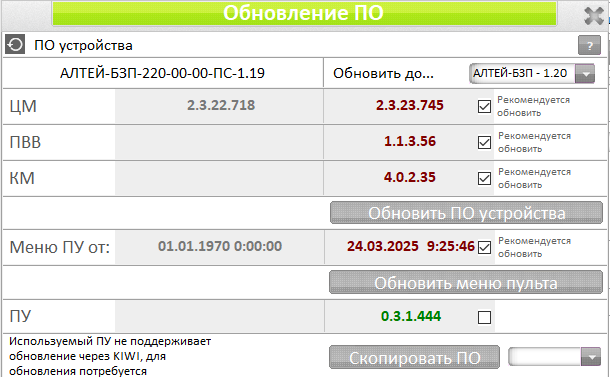 Обновление ПО
ПО устройства ?
АЛТЕЙ-БЗП-220-00-00-ПС-1.19 Обновить до... АЛТЕЙ-БЗП - 1.20
ЦМ 2.3.22.718 2.3.23.745 Рекомендуется
обновить
ПВВ 1.1.3.56 Рекомендуется
обновить
КМ 4.0.2.35 Рекомендуется
обновить
Обновить ПО устройства
Меню ПУ от: 01.01.1970 0:00:00 24.03.2025 9:25:46 Рекомендуется
обновить
Обновить меню пульта
ПУ 0.3.1.444
Используемый ПУ не поддерживает
обновление через KIWI, для
обновления потребуется
Скопировать ПО